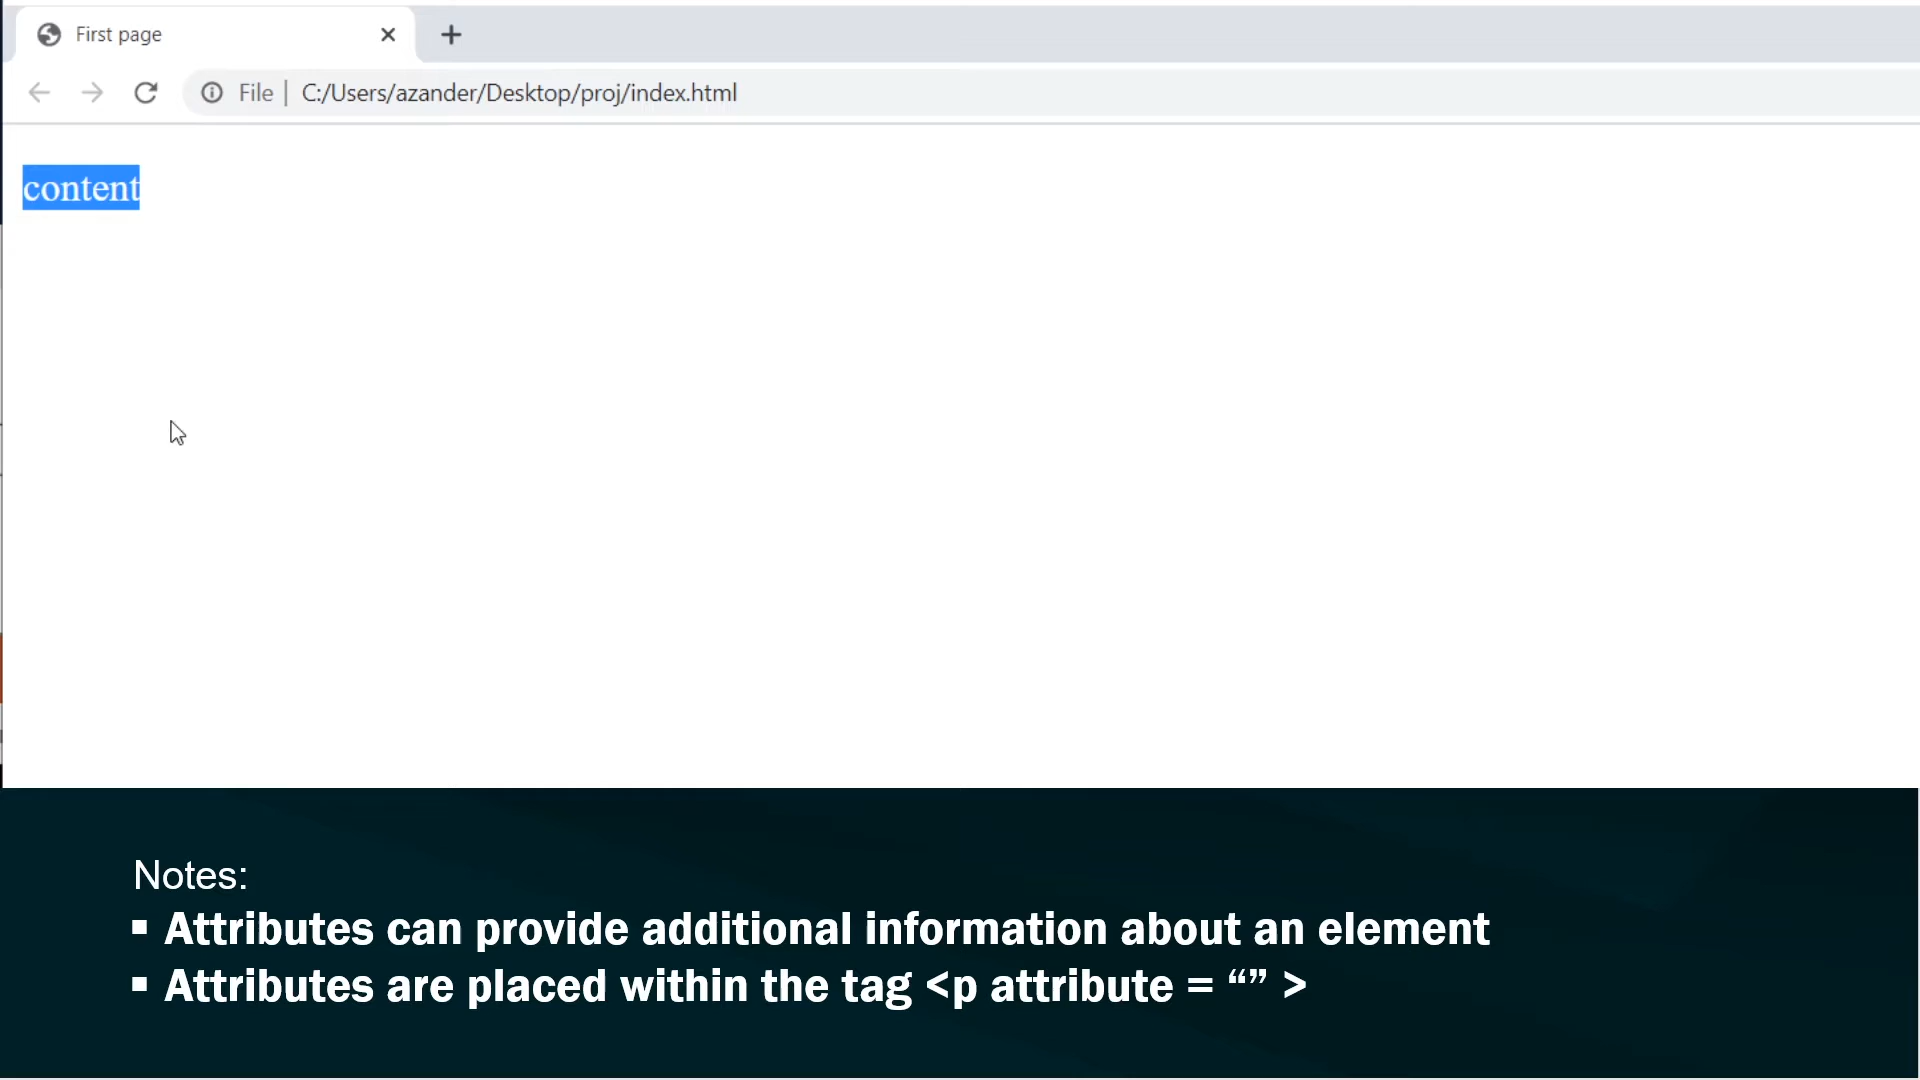 First page
File | C:/Users/azander/Desktop/proj/index.html
content
Notes:
▪ Attributes can provide additional information about an element
▪ Attributes are placed within the tag <p attribute = “” >